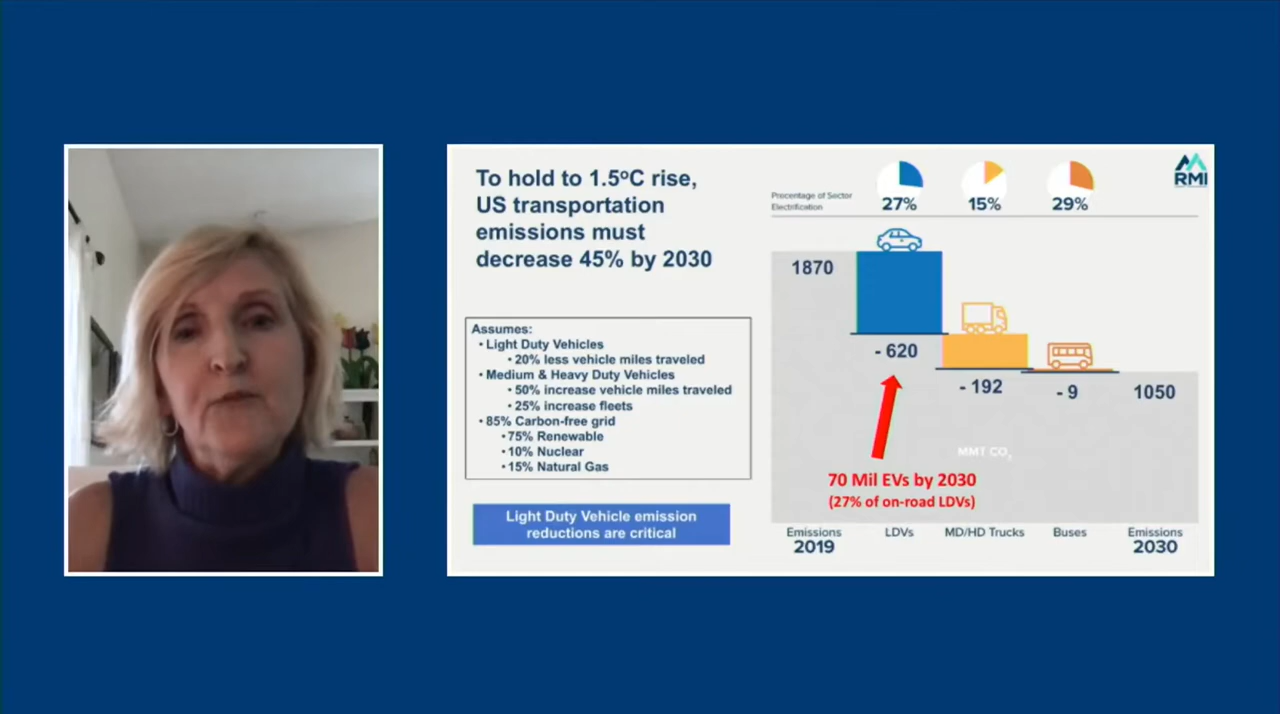 To hold to 1.5ºC rise,
US transportation
emissions must
decrease 45% by 2030
Assumes:
• Light Duty Vehicles
• 20% less vehicle miles traveled
• Medium & Heavy Duty Vehicles
• 50% increase vehicle miles traveled
• 25% increase fleets
• 85% Carbon-free grid
• 75% Renewable
• 10% Nuclear
• 15% Natural Gas
Light Duty Vehicle emission
reductions are critical
Precentage of Sector
Electrification
27%
15%
29%
RMI
1870
- 620
- 192
- 9
1050
MMT CO₂
70 Mil EVs by 2030
(27% of on-road LDVs)
Emissions
2019
LDVs
MD/HD Trucks
Buses
Emissions
2030